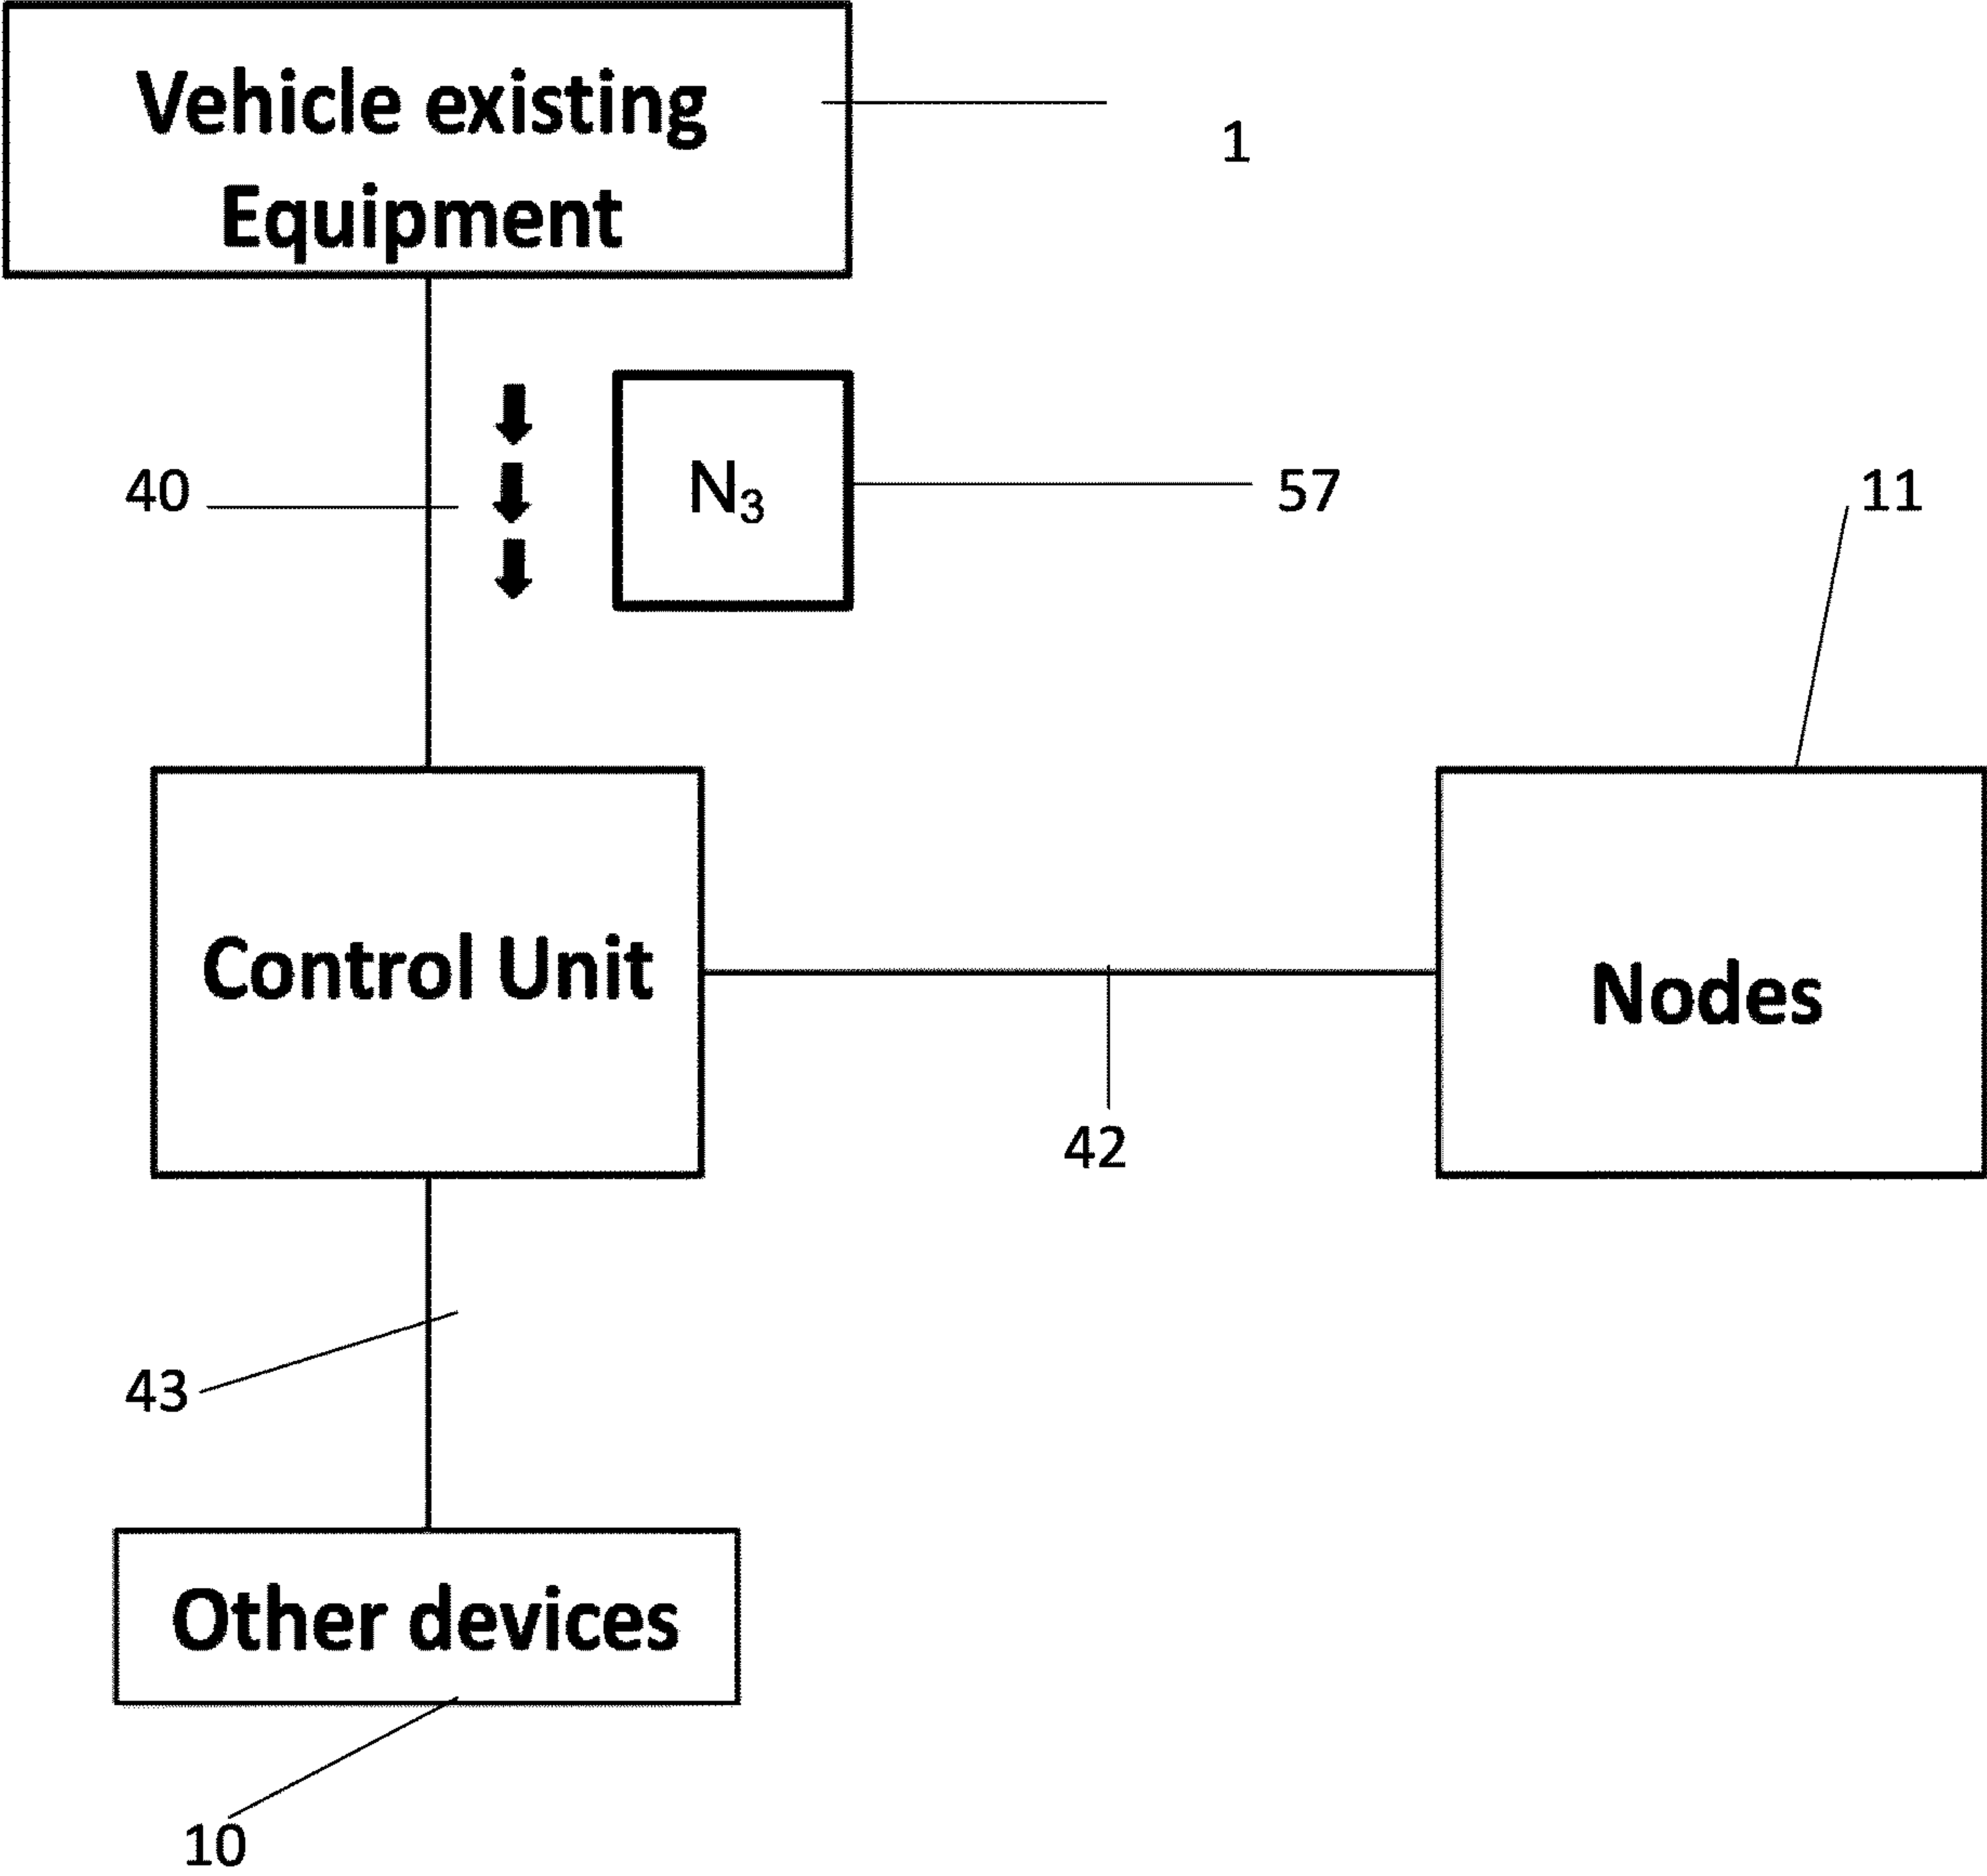 Vehicle existing
Equipment
1
40
N₃
57
11
Control Unit
Nodes
42
43
Other devices
10